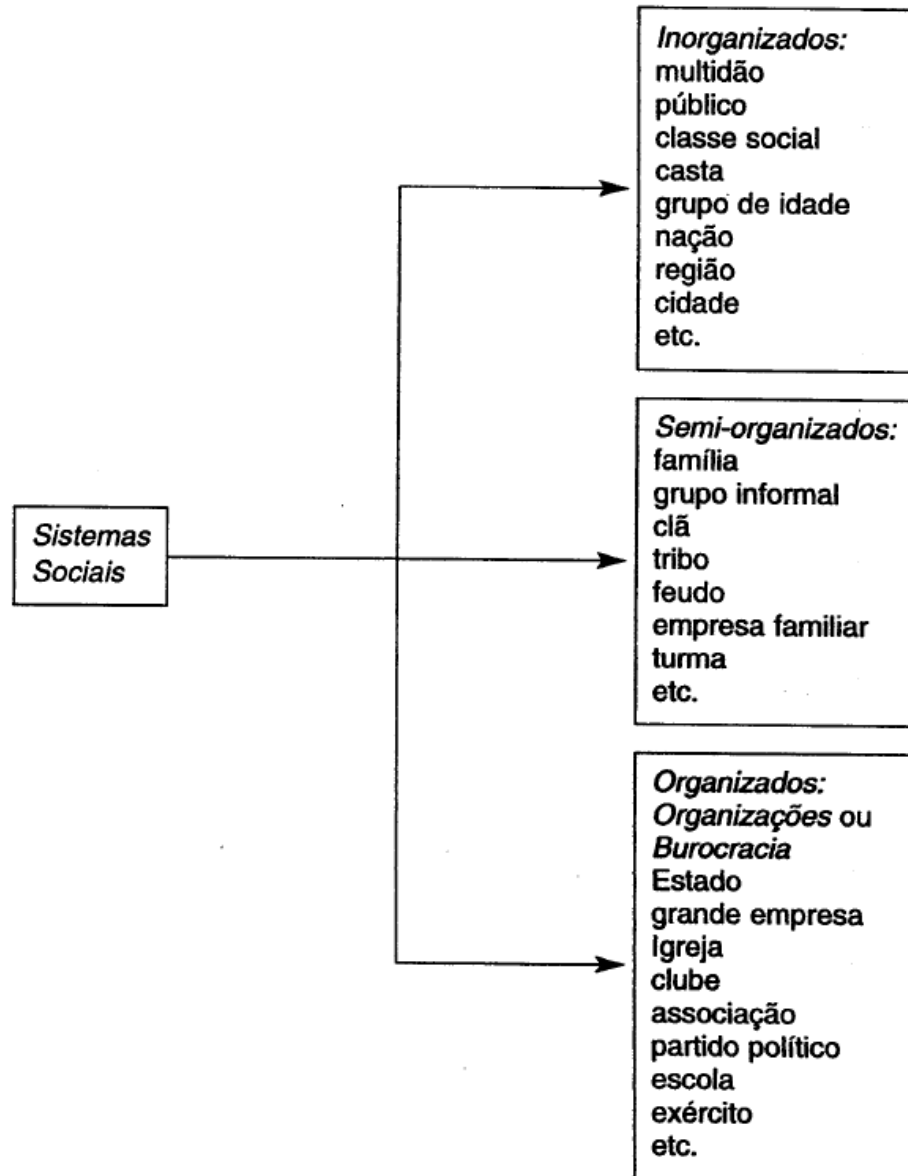 Inorganizados:
multidão
público
classe social
casta
grupo de idade
nação
região
cidade
etc.
Semi-organizados:
família
grupo informal
clã
tribo
feudo
empresa familiar
turma
etc.
Sistemas
Sociais
Organizados:
Organizações ou
Burocracia
Estado
grande empresa
Igreja
clube
associação
partido político
escola
exército
etc.